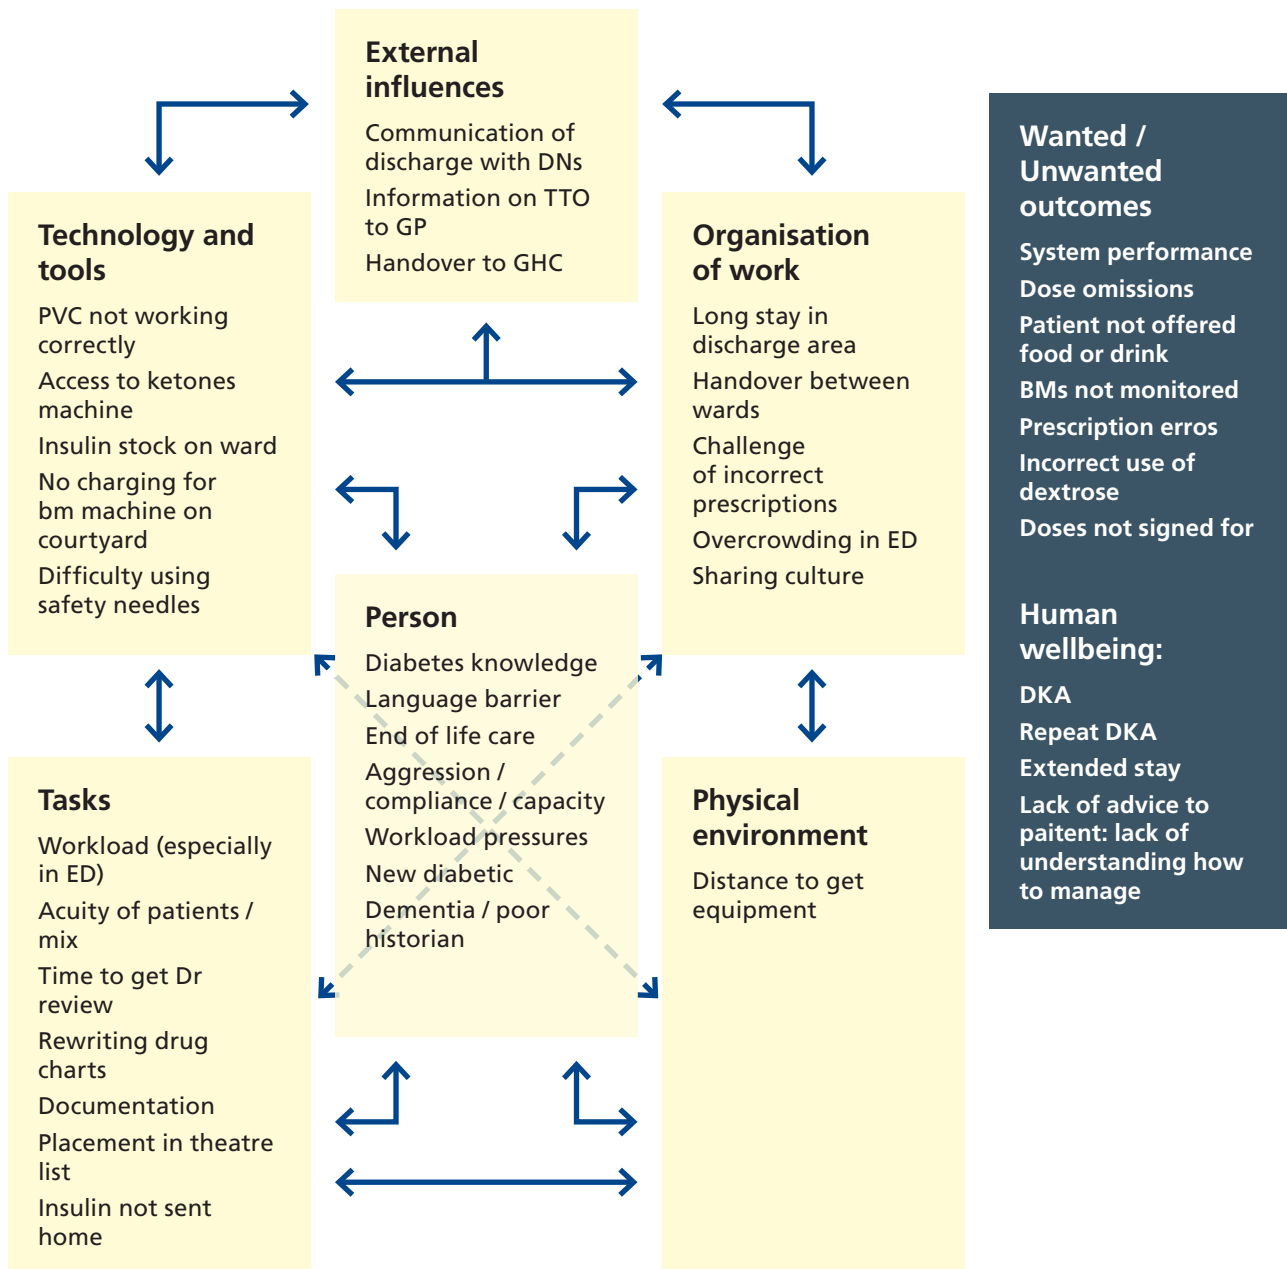 External
influences
Communication of
discharge with DNs
Information on TTO
to GP
Handover to GHC
Technology and
tools
PVC not working
correctly
Access to ketones
machine
Insulin stock on ward
No charging for
bm machine on
courtyard
Difficulty using
safety needles
Organisation
of work
Long stay in
discharge area
Handover between
wards
Challenge
of incorrect
prescriptions
Overcrowding in ED
Sharing culture
Person
Diabetes knowledge
Language barrier
End of life care
Aggression /
compliance / capacity
Workload pressures
New diabetic
Dementia / poor
historian
Tasks
Workload (especially
in ED)
Acuity of patients /
mix
Time to get Dr
review
Rewriting drug
charts
Documentation
Placement in theatre
list
Insulin not sent
home
Physical
environment
Distance to get
equipment
Wanted /
Unwanted
outcomes
System performance
Dose omissions
Patient not offered
food or drink
BMs not monitored
Prescription erros
Incorrect use of
dextrose
Doses not signed for
Human
wellbeing:
DKA
Repeat DKA
Extended stay
Lack of advice to
paitent: lack of
understanding how
to manage